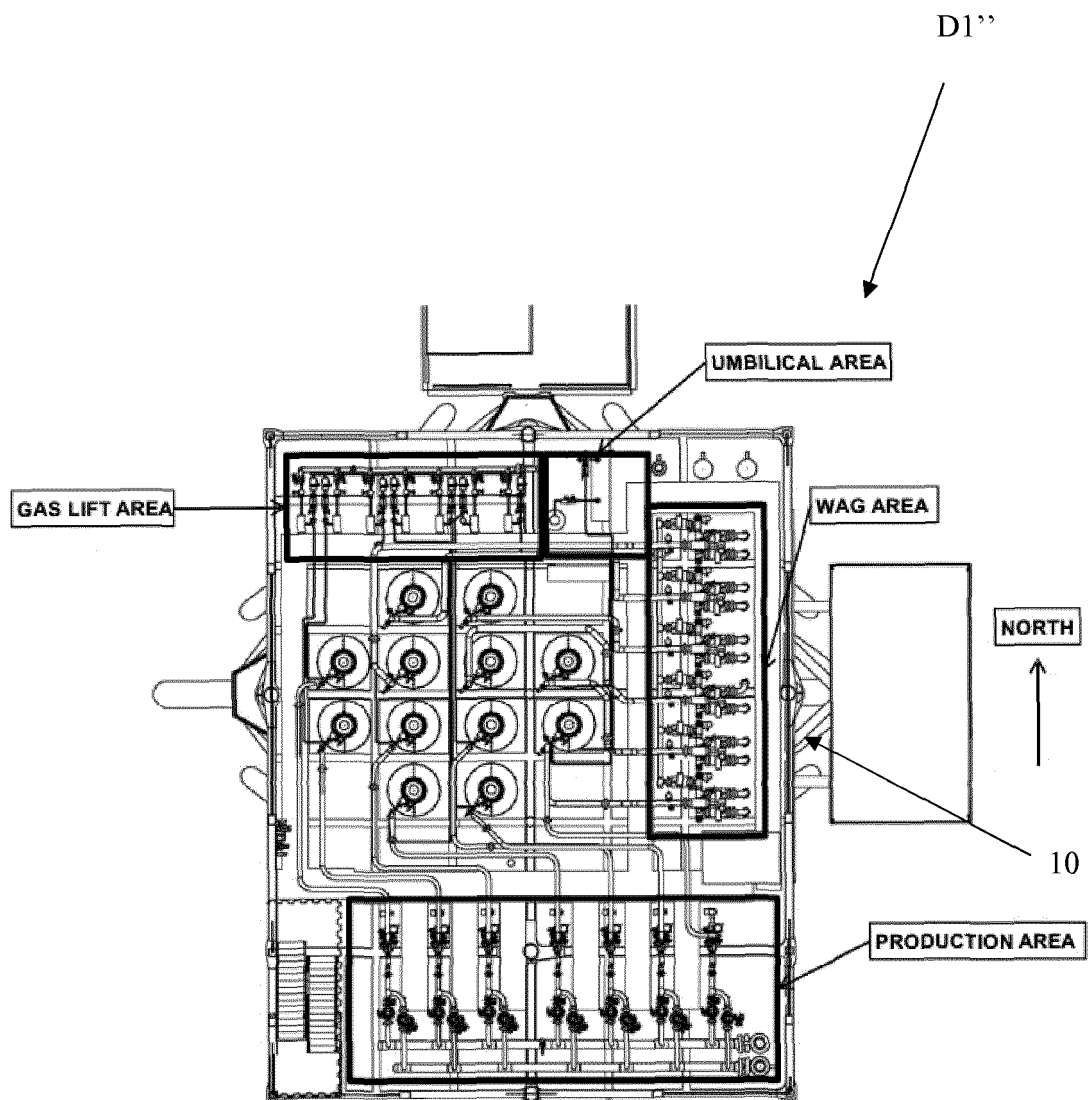 D1’’
UMBILICAL AREA
GAS LIFT AREA
WAG AREA
NORTH
10
PRODUCTION AREA